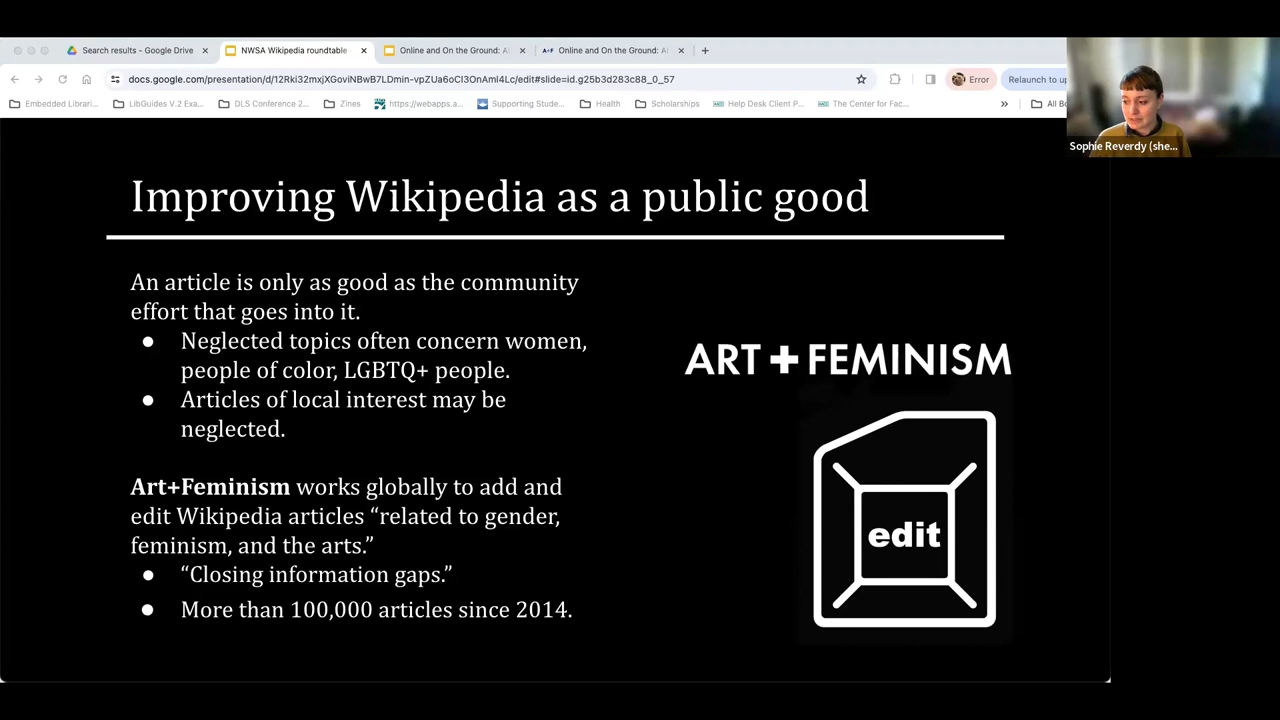 Search results - Google Drive
NWSA Wikipedia roundtable
Online and On the Ground: A
Online and On the Ground: A
docs.google.com/presentation/d/12Rki32mxjXGoviNBwB7LDmin-vpZUa6oCI3OnAmI4Lc/edit#slide=id.g25b3d283c88_0_57
Error
Relaunch to up
Embedded Librari...
LibGuides V.2 Exa...
DLS Conference 2...
Zines
https://webapps.a...
Supporting Stude...
Health
Scholarships
Help Desk Client P...
The Center for Fac...
»
All Bo
Sophie Reverdy (she...
Improving Wikipedia as a public good
An article is only as good as the community
effort that goes into it.
● Neglected topics often concern women,
people of color, LGBTQ+ people.
● Articles of local interest may be
neglected.
Art+Feminism works globally to add and
edit Wikipedia articles “related to gender,
feminism, and the arts.”
● “Closing information gaps.”
● More than 100,000 articles since 2014.
ART+FEMINISM
edit